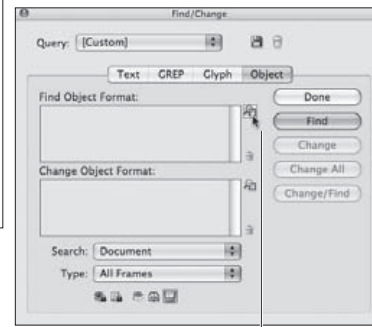 Find/Change
Query: [Custom]
Text GREP Glyph Object
Find Object Format:
Done
Find
Change
Change Object Format:
Change All
Change/Find
Search: Document
Type: All Frames